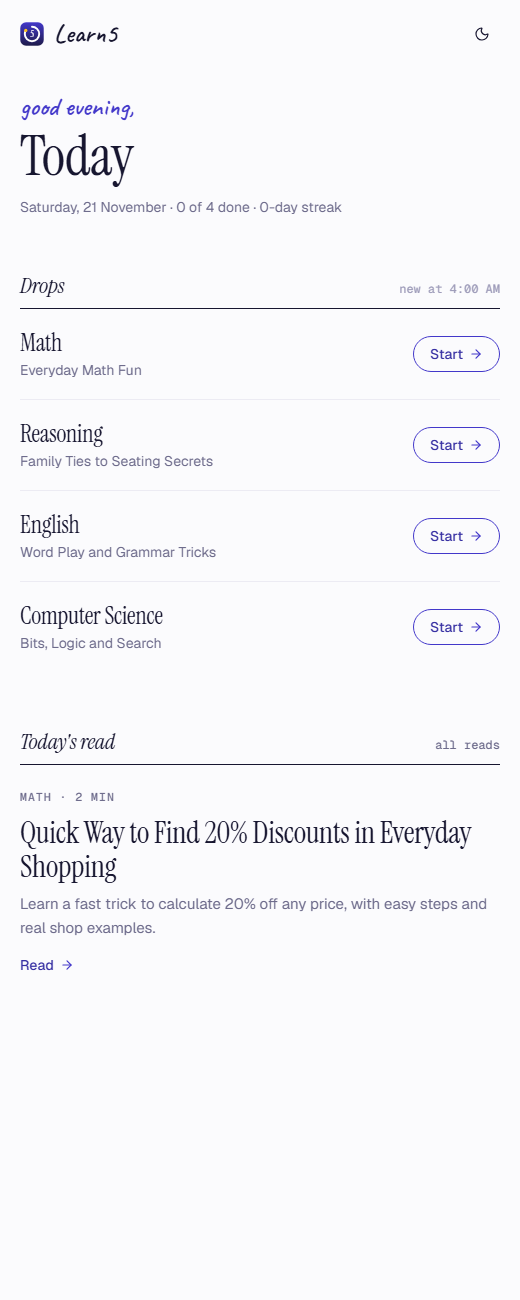 Learn5
good evening,
Today
Saturday, 21 November · 0 of 4 done · 0-day streak
Drops
new at 4:00 AM
Math
Everyday Math Fun
Start →
Reasoning
Family Ties to Seating Secrets
Start →
English
Word Play and Grammar Tricks
Start →
Computer Science
Bits, Logic and Search
Start →
Today's read
all reads
MATH · 2 MIN
Quick Way to Find 20% Discounts in Everyday
Shopping
Learn a fast trick to calculate 20% off any price, with easy steps and
real shop examples.
Read →